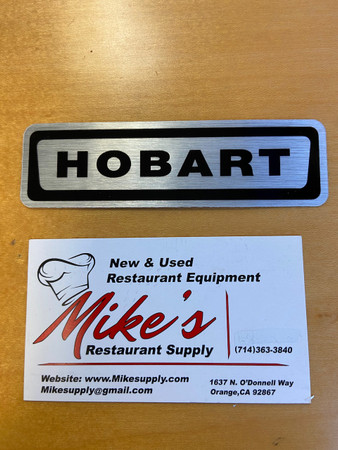 HOBART
New & Used
Restaurant Equipment
Mike's
Restaurant Supply
(714)363-3840
Website: www.Mikesupply.com
Mikesupply@gmail.com
1637 N. O'Donnell Way
Orange,CA 92867